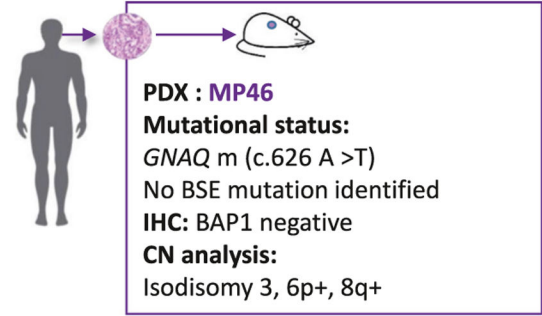 PDX : MP46
Mutational status:
GNAQ m (c.626 A >T)
No BSE mutation identified
IHC: BAP1 negative
CN analysis:
Isodisomy 3, 6p+, 8q+